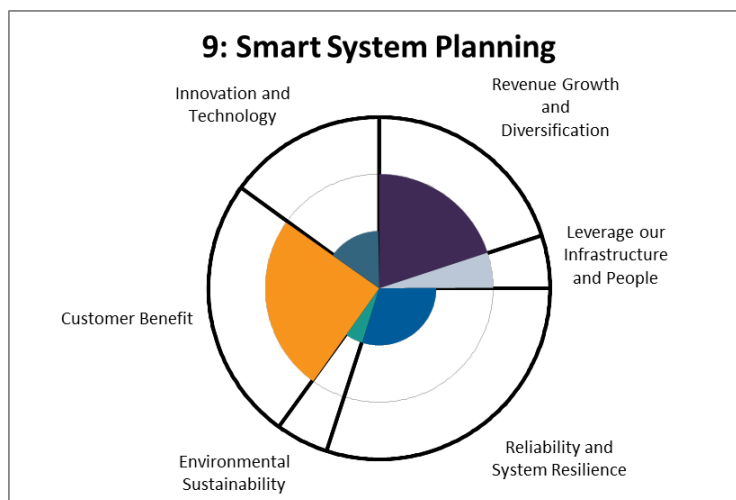 9: Smart System Planning
Innovation and
Technology
Revenue Growth
and
Diversification
Leverage our
Infrastructure
and People
Customer Benefit
Environmental
Sustainability
Reliability and
System Resilience